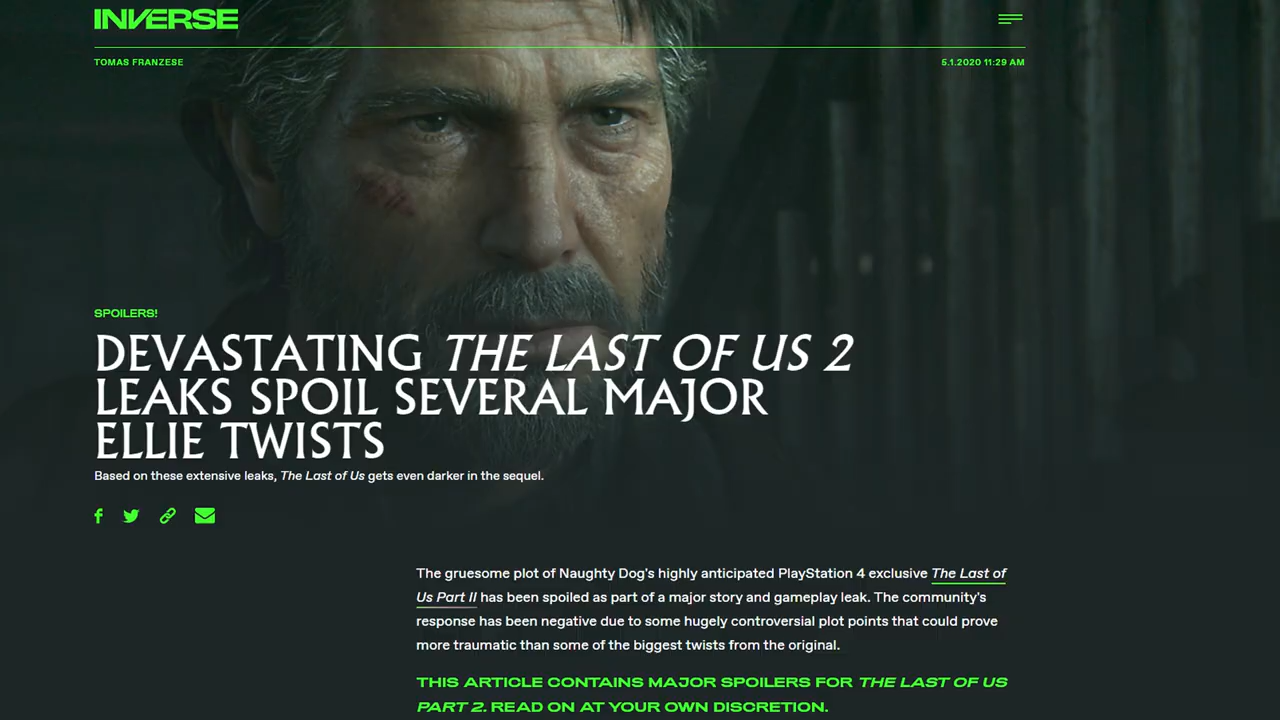 INVERSE
TOMAS FRANZESE
5.1.2020 11:29 AM
SPOILERS!
DEVASTATING THE LAST OF US 2
LEAKS SPOIL SEVERAL MAJOR
ELLIE TWISTS
Based on these extensive leaks, The Last of Us gets even darker in the sequel.
The gruesome plot of Naughty Dog's highly anticipated PlayStation 4 exclusive The Last of
Us Part II has been spoiled as part of a major story and gameplay leak. The community's
response has been negative due to some hugely controversial plot points that could prove
more traumatic than some of the biggest twists from the original.
THIS ARTICLE CONTAINS MAJOR SPOILERS FOR THE LAST OF US
PART 2. READ ON AT YOUR OWN DISCRETION.